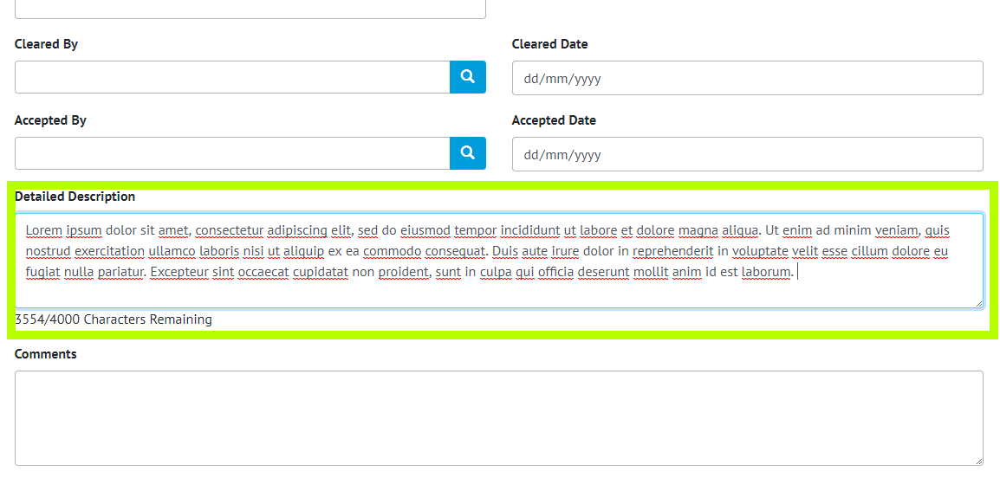 Cleared By
Cleared Date
dd/mm/yyyy
Accepted By
Accepted Date
dd/mm/yyyy
Detailed Description
Lorem ipsum dolor sit amet, consectetur adipiscing elit, sed do eiusmod tempor incididunt ut labore et dolore magna aliqua. Ut enim ad minim veniam, quis
nostrud exercitation ullamco laboris nisi ut aliquip ex ea commodo consequat. Duis aute irure dolor in reprehenderit in voluptate velit esse cillum dolore eu
fugiat nulla pariatur. Excepteur sint occaecat cupidatat non proident, sunt in culpa qui officia deserunt mollit anim id est laborum.
3554/4000 Characters Remaining
Comments